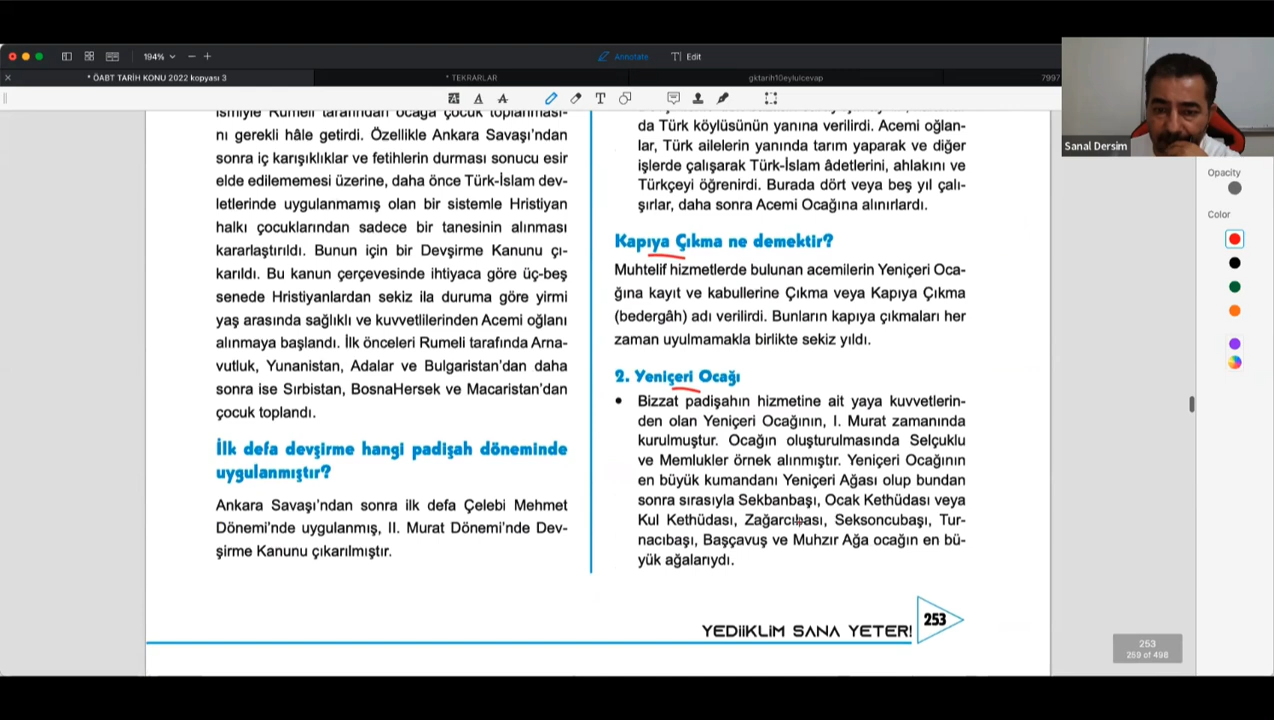 194%
Annotate
Edit
* ÖABT TARİH KONU 2022 kopyası 3
* TEKRARLAR
gktarih10eylulcevap
7997
Sanal Dersim
Opacity
Color
ismiyle Rumeli tarafından ocağa çocuk toplanması-
nı gerekli hâle getirdi. Özellikle Ankara Savaşı'ndan
sonra iç karışıklıklar ve fetihlerin durması sonucu esir
elde edilememesi üzerine, daha önce Türk-İslam dev-
letlerinde uygulanmamış olan bir sistemle Hristiyan
halkı çocuklarından sadece bir tanesinin alınması
kararlaştırıldı. Bunun için bir Devşirme Kanunu çı-
karıldı. Bu kanun çerçevesinde ihtiyaca göre üç-beş
senede Hristiyanlardan sekiz ila duruma göre yirmi
yaş arasında sağlıklı ve kuvvetlilerinden Acemi oğlanı
alınmaya başlandı. İlk önceleri Rumeli tarafında Arna-
vutluk, Yunanistan, Adalar ve Bulgaristan'dan daha
sonra ise Sırbistan, BosnaHersek ve Macaristan'dan
çocuk toplandı.
İlk defa devşirme hangi padişah döneminde
uygulanmıştır?
Ankara Savaşı'ndan sonra ilk defa Çelebi Mehmet
Dönemi'nde uygulanmış, II. Murat Dönemi'nde Dev-
şirme Kanunu çıkarılmıştır.
da Türk köylüsünün yanına verilirdi. Acemi oğlan-
lar, Türk ailelerin yanında tarım yaparak ve diğer
işlerde çalışarak Türk-İslam âdetlerini, ahlakını ve
Türkçeyi öğrenirdi. Burada dört veya beş yıl çalı-
şırlar, daha sonra Acemi Ocağına alınırlardı.
Kapıya Çıkma ne demektir?
Muhtelif hizmetlerde bulunan acemilerin Yeniçeri Oca-
ğına kayıt ve kabullerine Çıkma veya Kapıya Çıkma
(bedergâh) adı verilirdi. Bunların kapıya çıkmaları her
zaman uyulmamakla birlikte sekiz yıldı.
2. Yeniçeri Ocağı
• Bizzat padişahın hizmetine ait yaya kuvvetlerin-
den olan Yeniçeri Ocağının, I. Murat zamanında
kurulmuştur. Ocağın oluşturulmasında Selçuklu
ve Memlukler örnek alınmıştır. Yeniçeri Ocağının
en büyük kumandanı Yeniçeri Ağası olup bundan
sonra sırasıyla Sekbanbaşı, Ocak Kethüdası veya
Kul Kethüdası, Zağarcıbası, Seksoncubaşı, Tur-
nacıbaşı, Başçavuş ve Muhzır Ağa ocağın en bü-
yük ağalarıydı.
YEDİİKLİM SANA YETER!
253
253
259 of 498